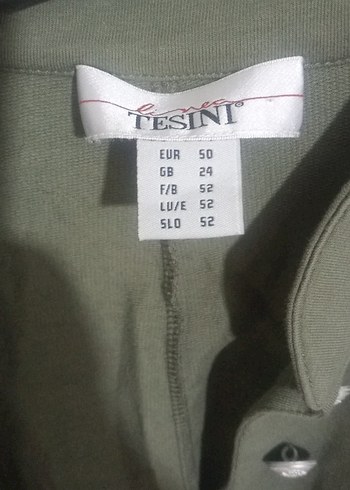 linea
TESINI®
EUR 50
GB 24
F/B 52
LU/E 52
SLO 52